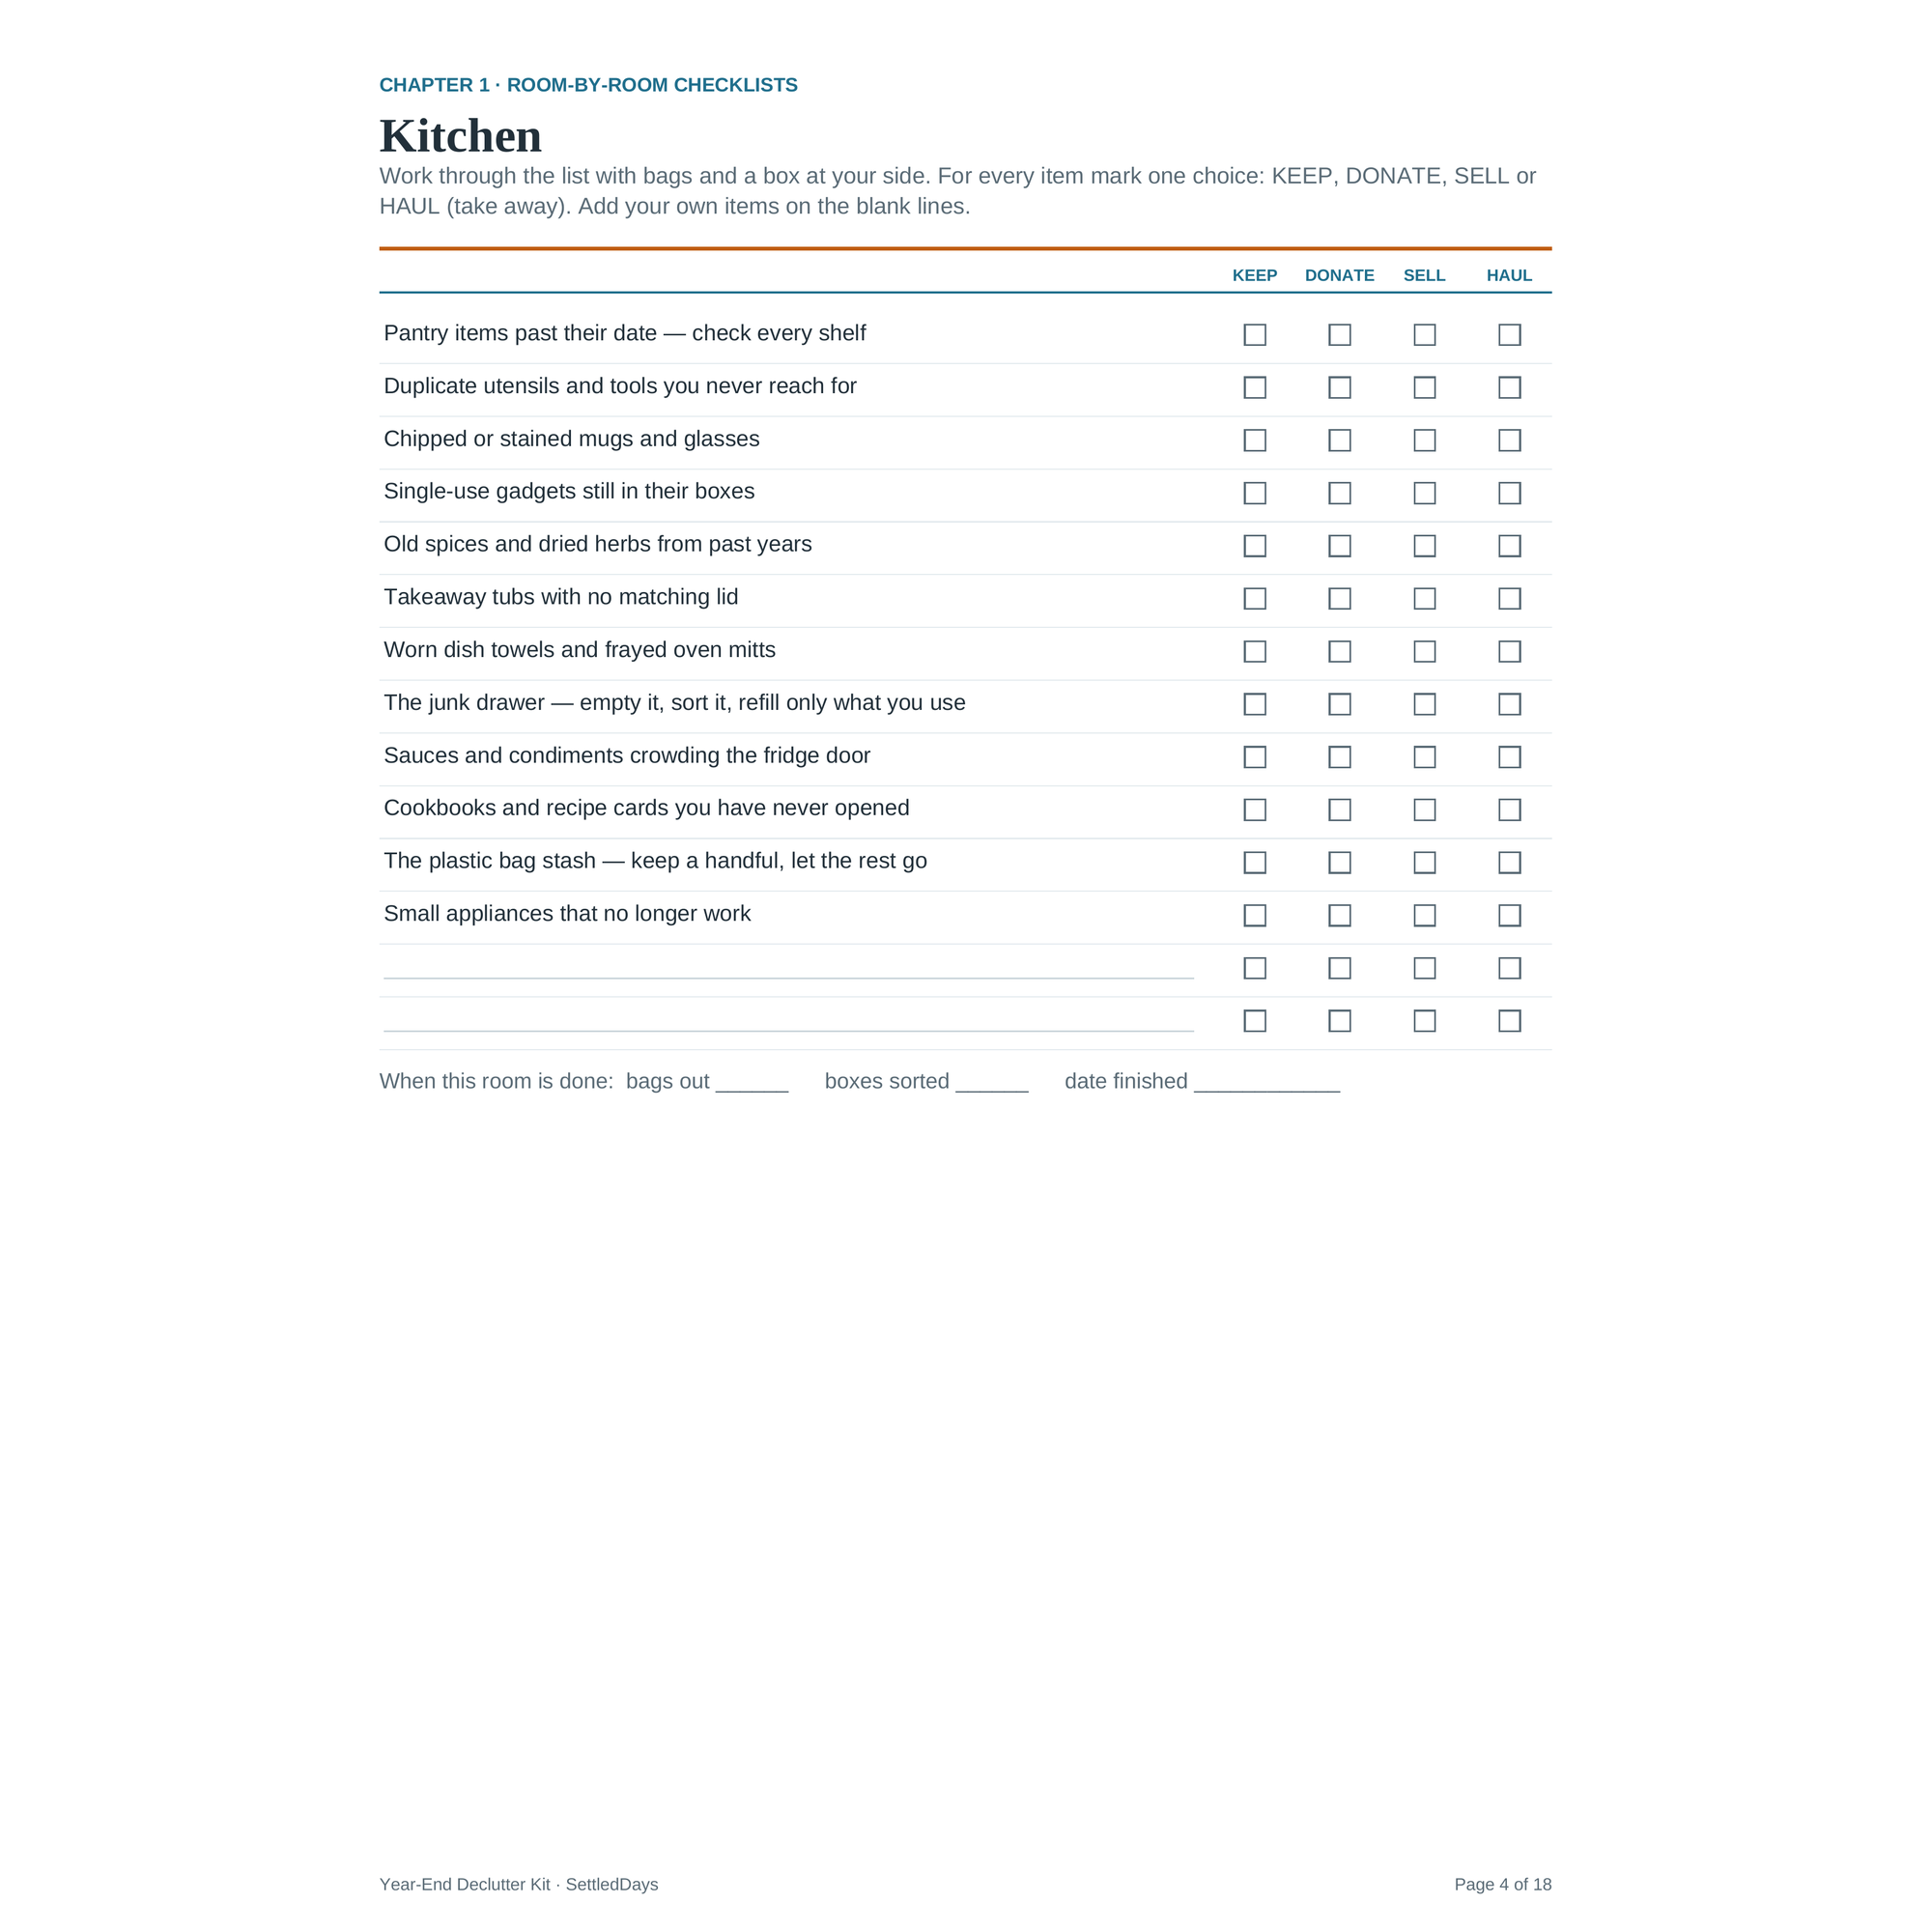 CHAPTER 1 · ROOM-BY-ROOM CHECKLISTS
Kitchen
Work through the list with bags and a box at your side. For every item mark one choice: KEEP, DONATE, SELL or
HAUL (take away). Add your own items on the blank lines.
KEEP DONATE SELL HAUL
Pantry items past their date — check every shelf
Duplicate utensils and tools you never reach for
Chipped or stained mugs and glasses
Single-use gadgets still in their boxes
Old spices and dried herbs from past years
Takeaway tubs with no matching lid
Worn dish towels and frayed oven mitts
The junk drawer — empty it, sort it, refill only what you use
Sauces and condiments crowding the fridge door
Cookbooks and recipe cards you have never opened
The plastic bag stash — keep a handful, let the rest go
Small appliances that no longer work
When this room is done: bags out ______ boxes sorted ______ date finished ____________
Year-End Declutter Kit · SettledDays Page 4 of 18